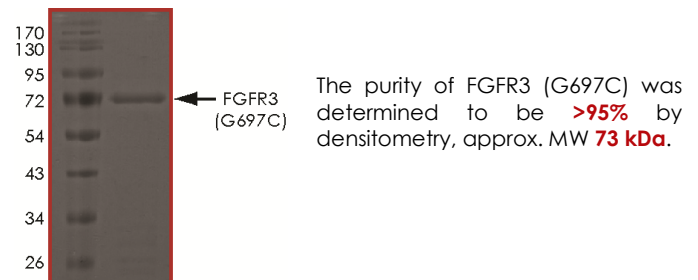 170
130
95
72
54
43
34
26
FGFR3
(G697C)
The purity of FGFR3 (G697C) was
determined to be >95% by
densitometry, approx. MW 73 kDa.